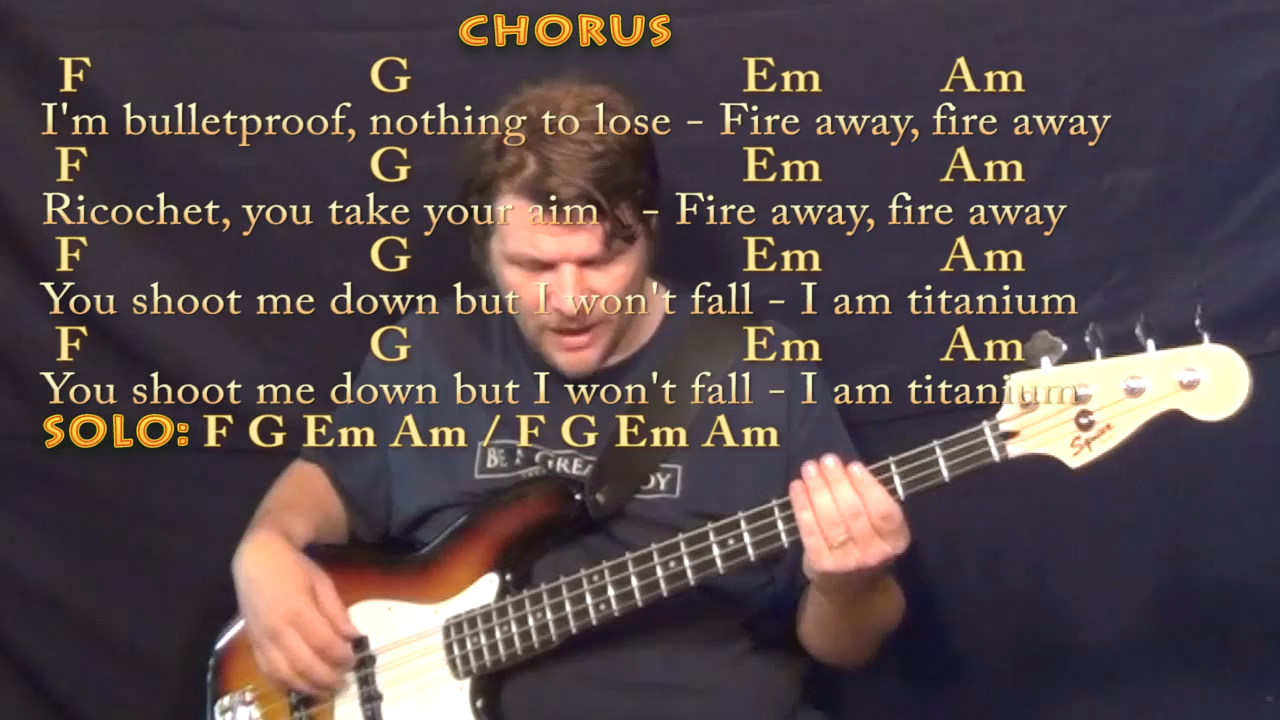 CHORUS
F G Em Am
I'm bulletproof, nothing to lose - Fire away, fire away
F G Em Am
Ricochet, you take your aim - Fire away, fire away
F G Em Am
You shoot me down but I won't fall - I am titanium
F G Em Am
You shoot me down but I won't fall - I am titanium
SOLO: F G Em Am / F G Em Am
BE A
Squier